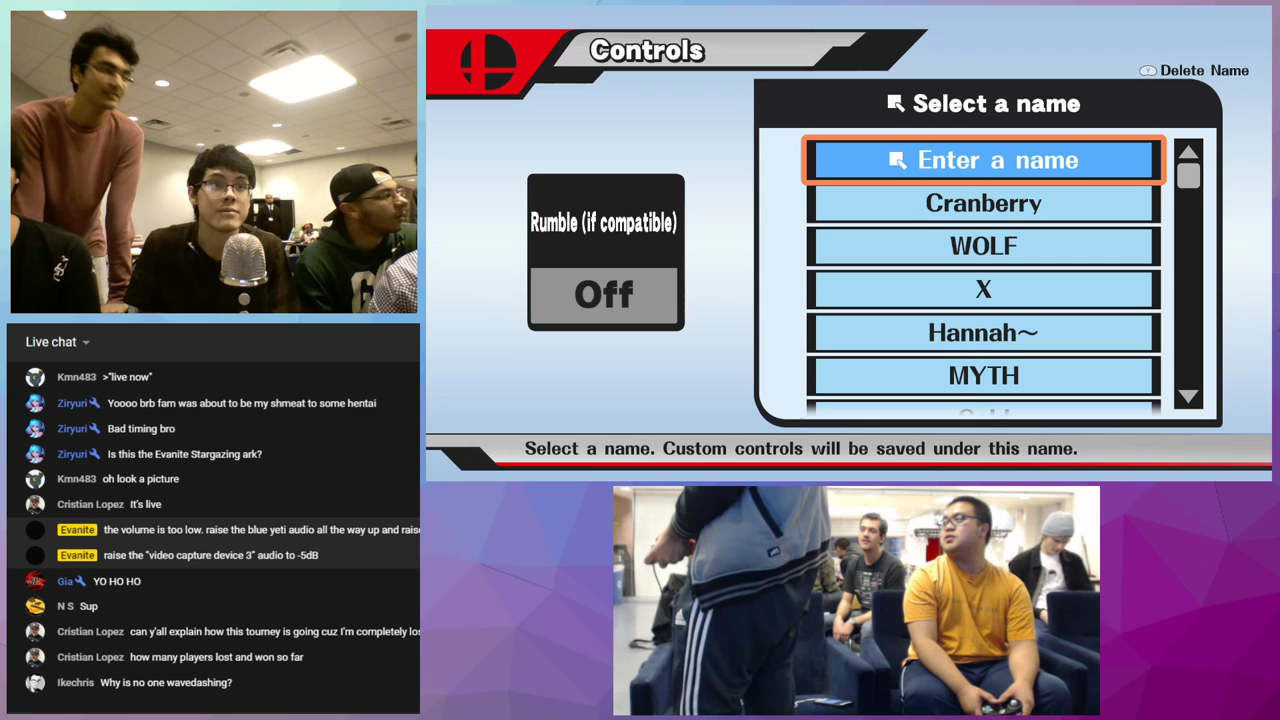 Controls
Delete Name
Select a name
Enter a name
Cranberry
WOLF
X
Hannah~
MYTH
Rumble (if compatible)
Off
Select a name. Custom controls will be saved under this name.
Live chat
Kmn483 >"live now"
Ziryuri Yoooo brb fam was about to be my shmeat to some hentai
Ziryuri Bad timing bro
Ziryuri Is this the Evanite Stargazing ark?
Kmn483 oh look a picture
Cristian Lopez It's live
Evanite the volume is too low. raise the blue yeti audio all the way up and raise
Evanite raise the "video capture device 3" audio to -5dB
Gia YO HO HO
N S Sup
Cristian Lopez can y'all explain how this tourney is going cuz I'm completely los
Cristian Lopez how many players lost and won so far
Ikechris Why is no one wavedashing?